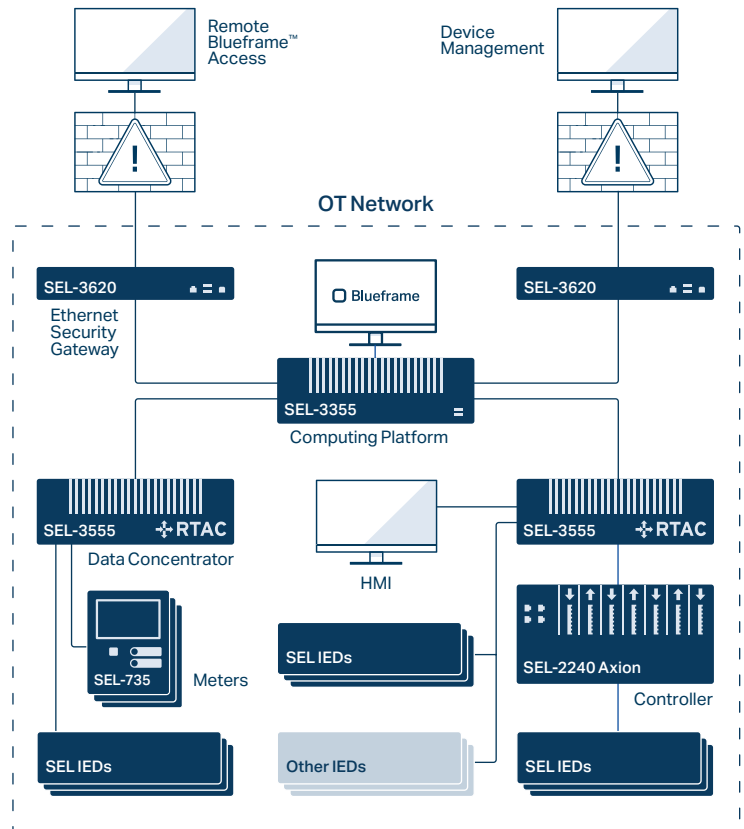 Remote
Blueframe™
Access
Device
Management
!
!
OT Network
SEL-3620
SEL-3620
Ethernet
Security
Gateway
Blueframe
SEL-3355
Computing Platform
SEL-3555
RTAC
SEL-3555
RTAC
Data Concentrator
HMI
SEL-735
Meters
SEL IEDs
SEL-2240 Axion
Controller
SEL IEDs
Other IEDs
SEL IEDs